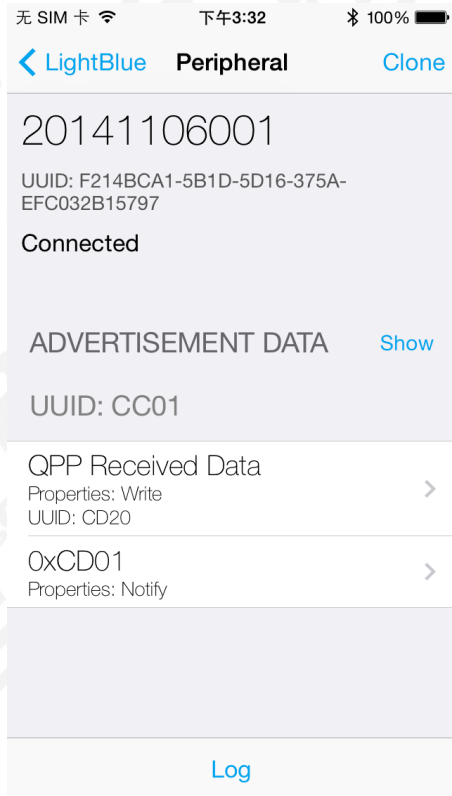 无 SIM 卡 下午3:32 100%
LightBlue Peripheral Clone
20141106001
UUID: F214BCA1-5B1D-5D16-375A-
EFC032B15797
Connected
ADVERTISEMENT DATA Show
UUID: CC01
QPP Received Data
Properties: Write
UUID: CD20
0xCD01
Properties: Notify
Log